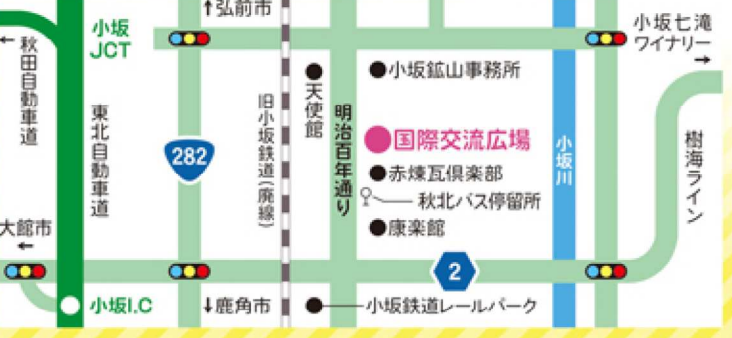 ↑弘前市
小坂
JCT
小坂七滝
ワイナリー
→
←
秋田自動車道
東北自動車道
282
旧小坂鉄道(廃線)
●天使館
明治百年通り
●小坂鉱山事務所
●国際交流広場
●赤煉瓦倶楽部
秋北バス停留所
●康楽館
小坂川
樹海ライン
大館市
←
2
小坂I.C
↓鹿角市
●小坂鉄道レールパーク